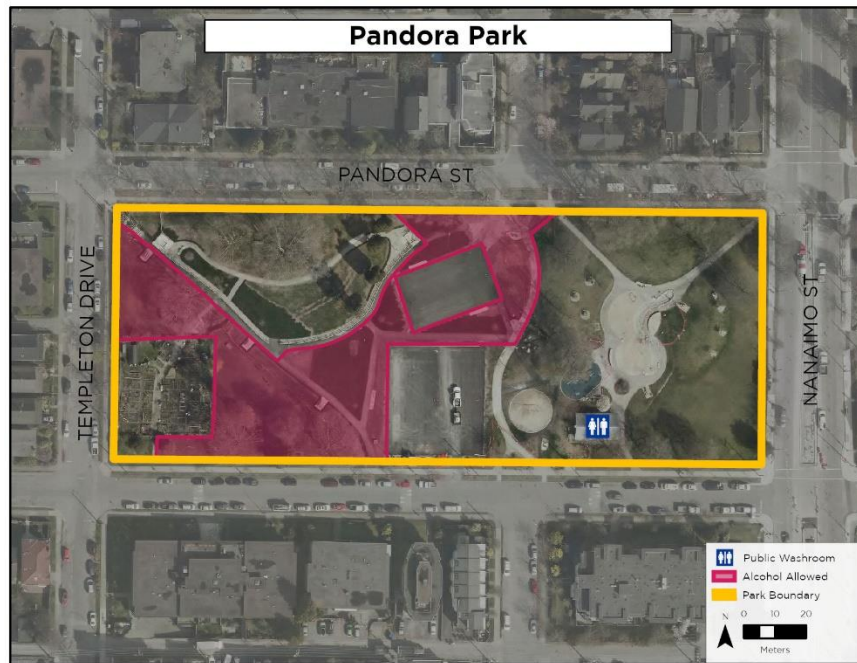 Pandora Park
PANDORA ST
TEMPLETON DRIVE
NANAIMO ST
Public Washroom
Alcohol Allowed
Park Boundary
N
0 10 20
Meters